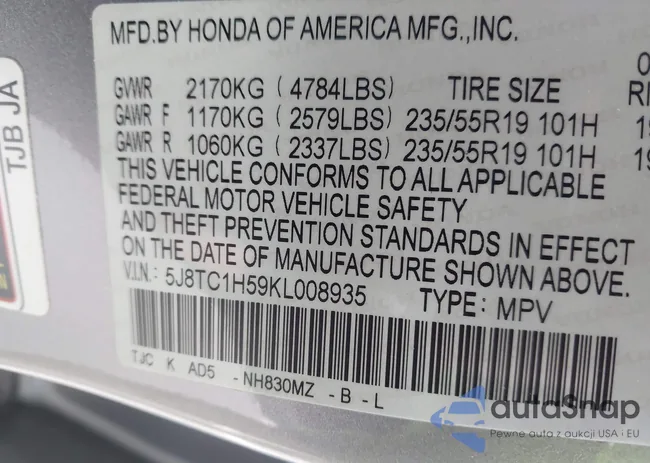 MFD.BY HONDA OF AMERICA MFG.,INC.
GVWR 2170KG (4784LBS) TIRE SIZE
GAWR F 1170KG (2579LBS) 235/55R19 101H
GAWR R 1060KG (2337LBS) 235/55R19 101H
THIS VEHICLE CONFORMS TO ALL APPLICABLE
FEDERAL MOTOR VEHICLE SAFETY
AND THEFT PREVENTION STANDARDS IN EFFECT
ON THE DATE OF MANUFACTURE SHOWN ABOVE.
V.I.N.: 5J8TC1H59KL008935 TYPE: MPV
TJC K AD5 -NH830MZ -B-L
TJB JA
autoSnap
Pewne auta z aukcji USA i EU